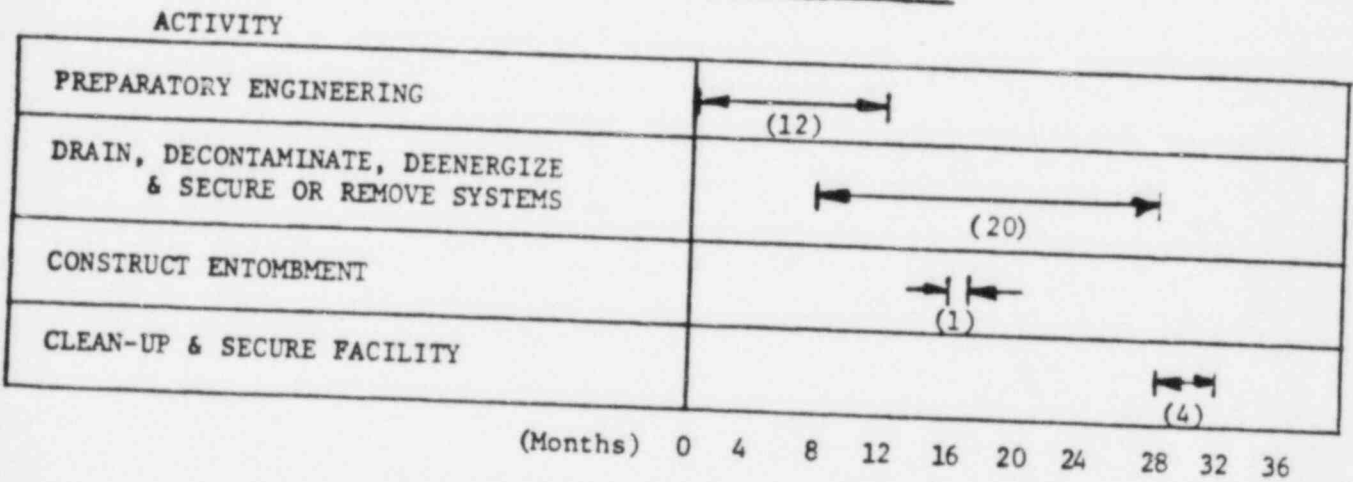 ACTIVITY
PREPARATORY ENGINEERING
(12)
DRAIN, DECONTAMINATE, DEENERGIZE
& SECURE OR REMOVE SYSTEMS
(20)
CONSTRUCT ENTOMBMENT
(1)
CLEAN-UP & SECURE FACILITY
(4)
(Months) 0 4 8 12 16 20 24 28 32 36